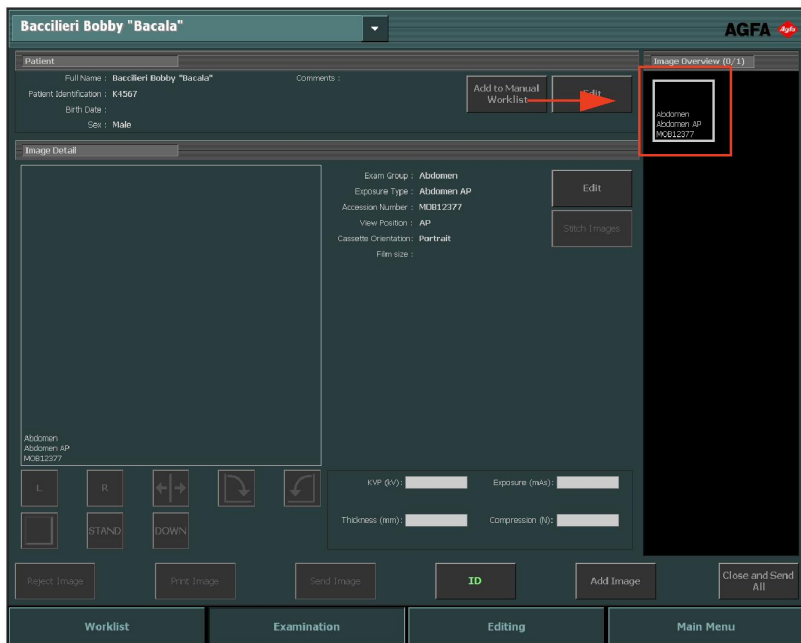 Baccilieri Bobby "Bacala"
AGFA
Agfa
Patient
Full Name : Baccilieri Bobby "Bacala"
Comments :
Patient Identification : K4567
Birth Date :
Sex : Male
Add to Manual
Worklist
Edit
Image Overview (0/1)
Abdomen
Abdomen AP
MOB12377
Image Detail
Exam Group : Abdomen
Exposure Type : Abdomen AP
Accession Number : MOB12377
View Position : AP
Cassette Orientation: Portrait
Film size :
Edit
Stitch Images
Abdomen
Abdomen AP
MOB12377
L
R
STAND
DOWN
KVP (kV):
Exposure (mAs):
Thickness (mm):
Compression (N):
Reject Image
Print Image
Send Image
ID
Add Image
Close and Send
All
Worklist
Examination
Editing
Main Menu